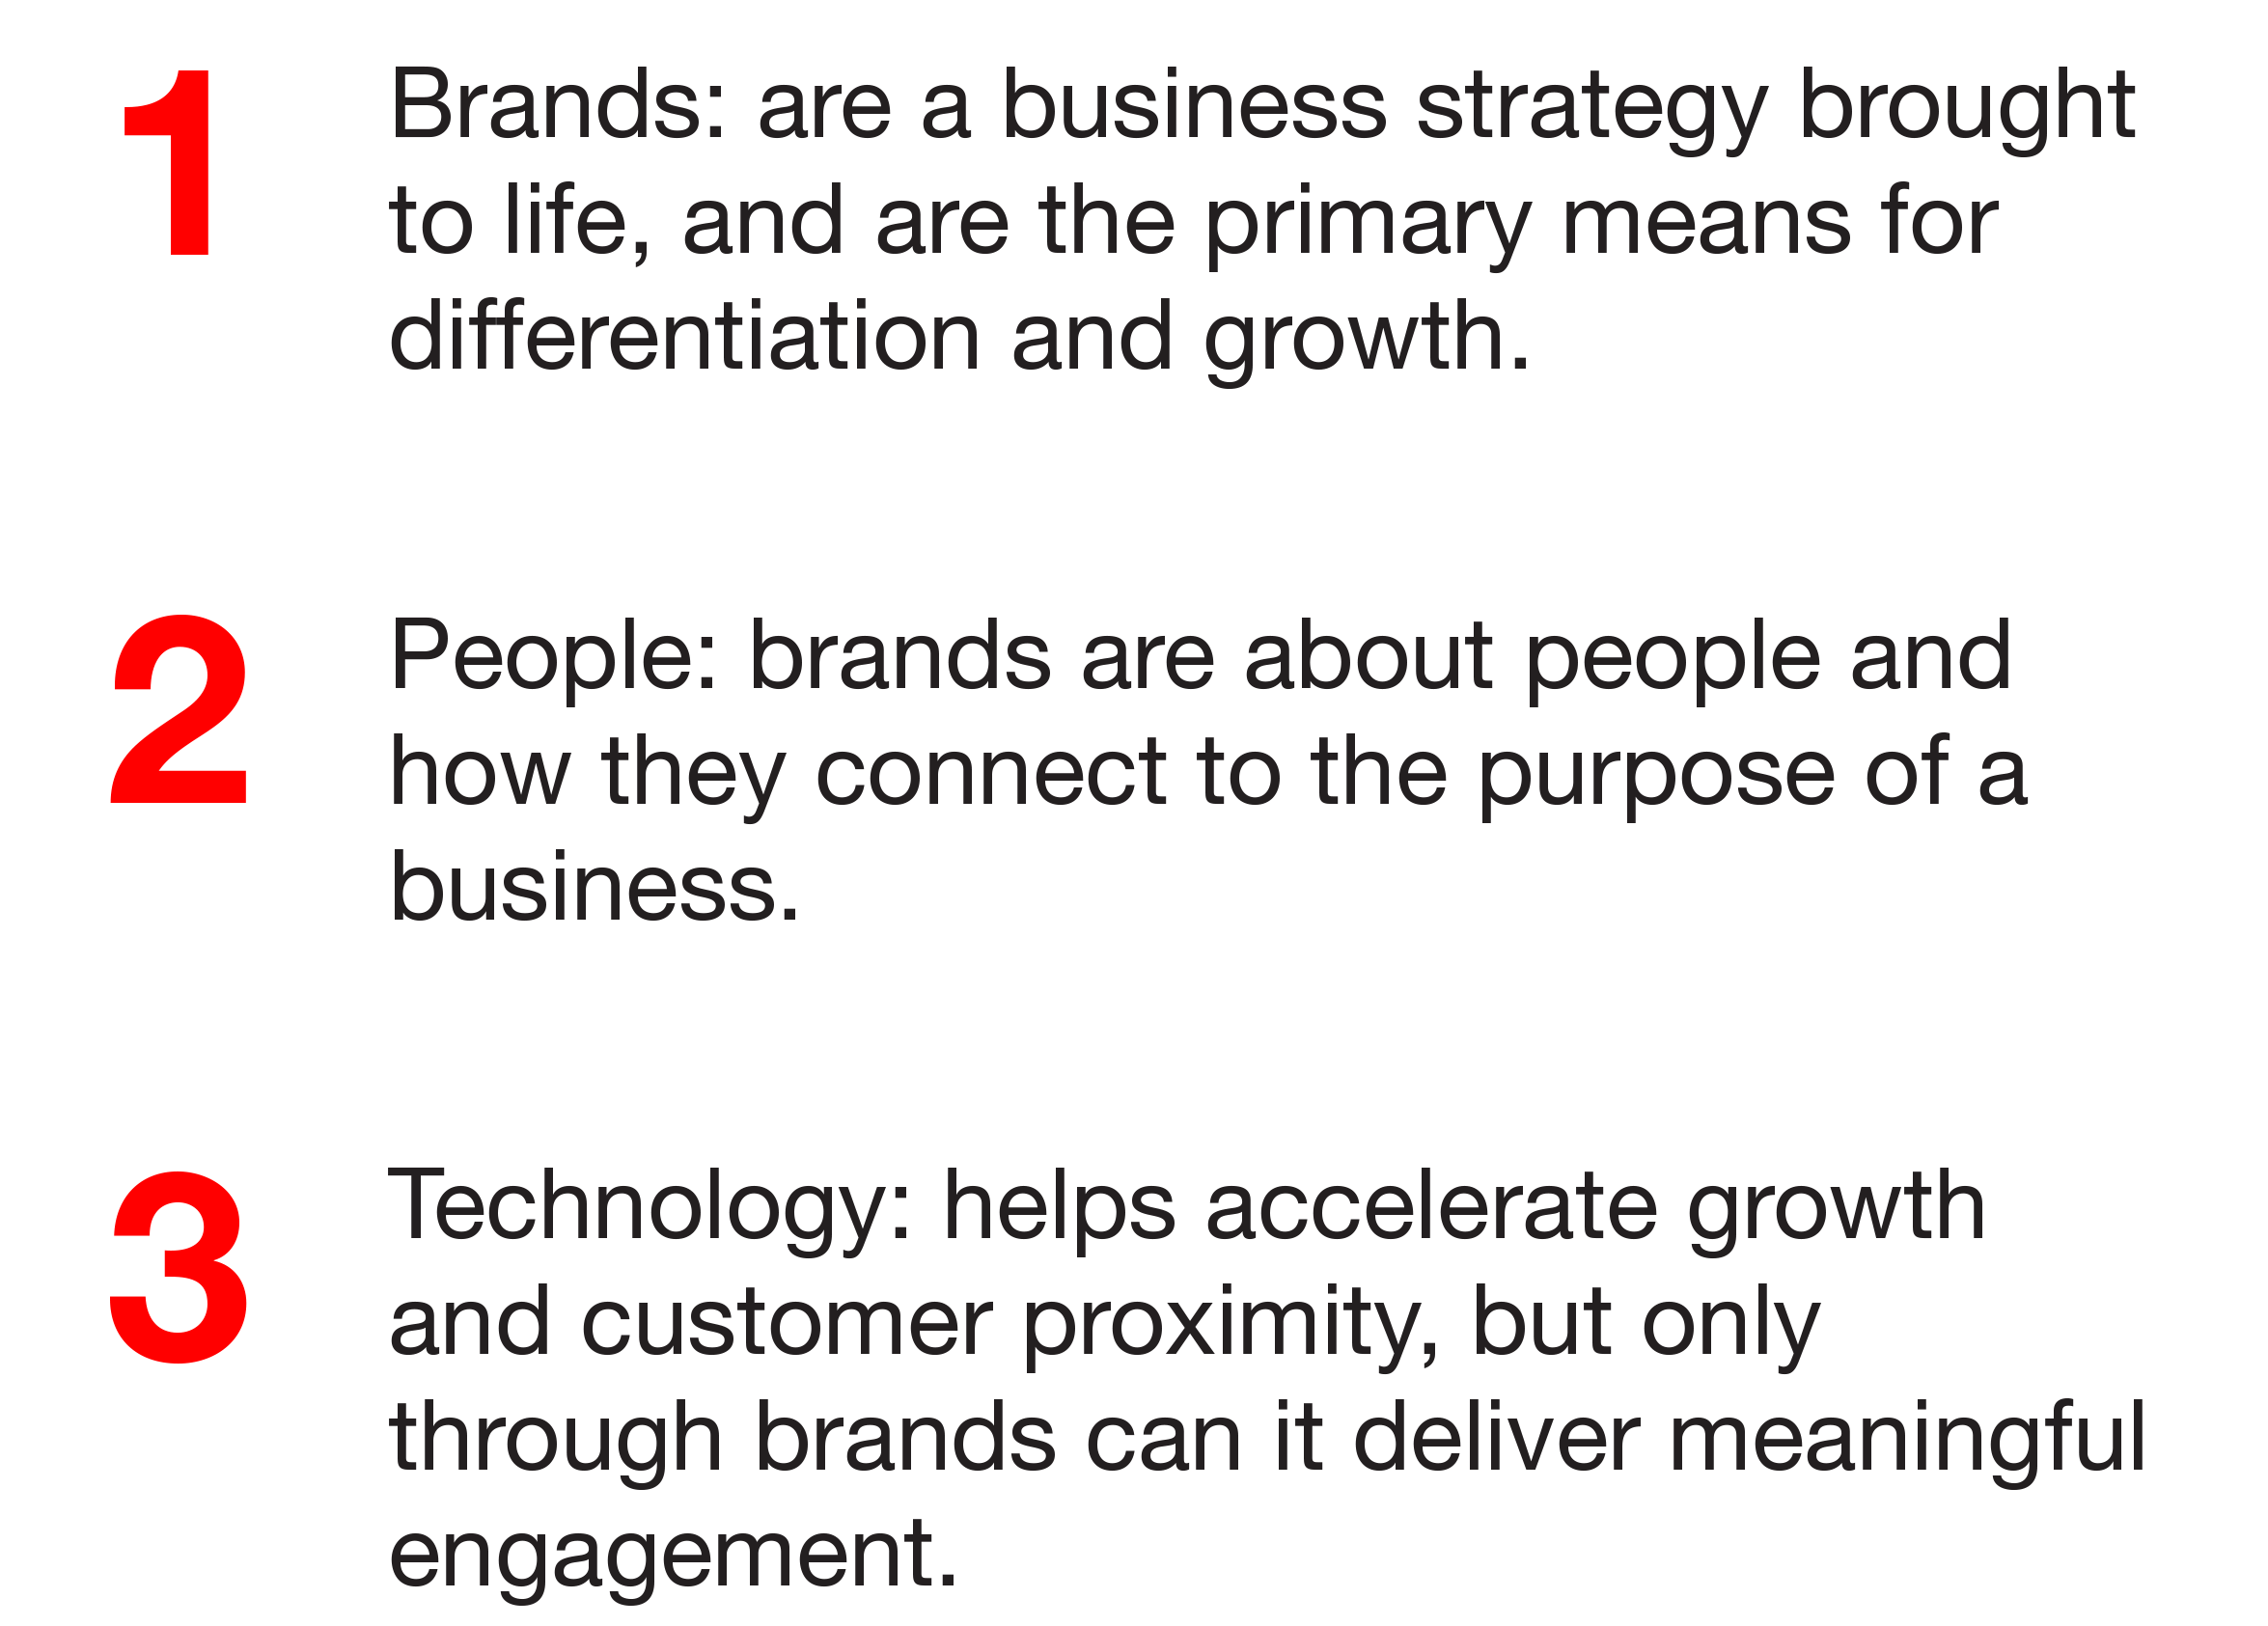 1
Brands: are a business strategy brought
to life, and are the primary means for
differentiation and growth.
2
People: brands are about people and
how they connect to the purpose of a
business.
3
Technology: helps accelerate growth
and customer proximity, but only
through brands can it deliver meaningful
engagement.